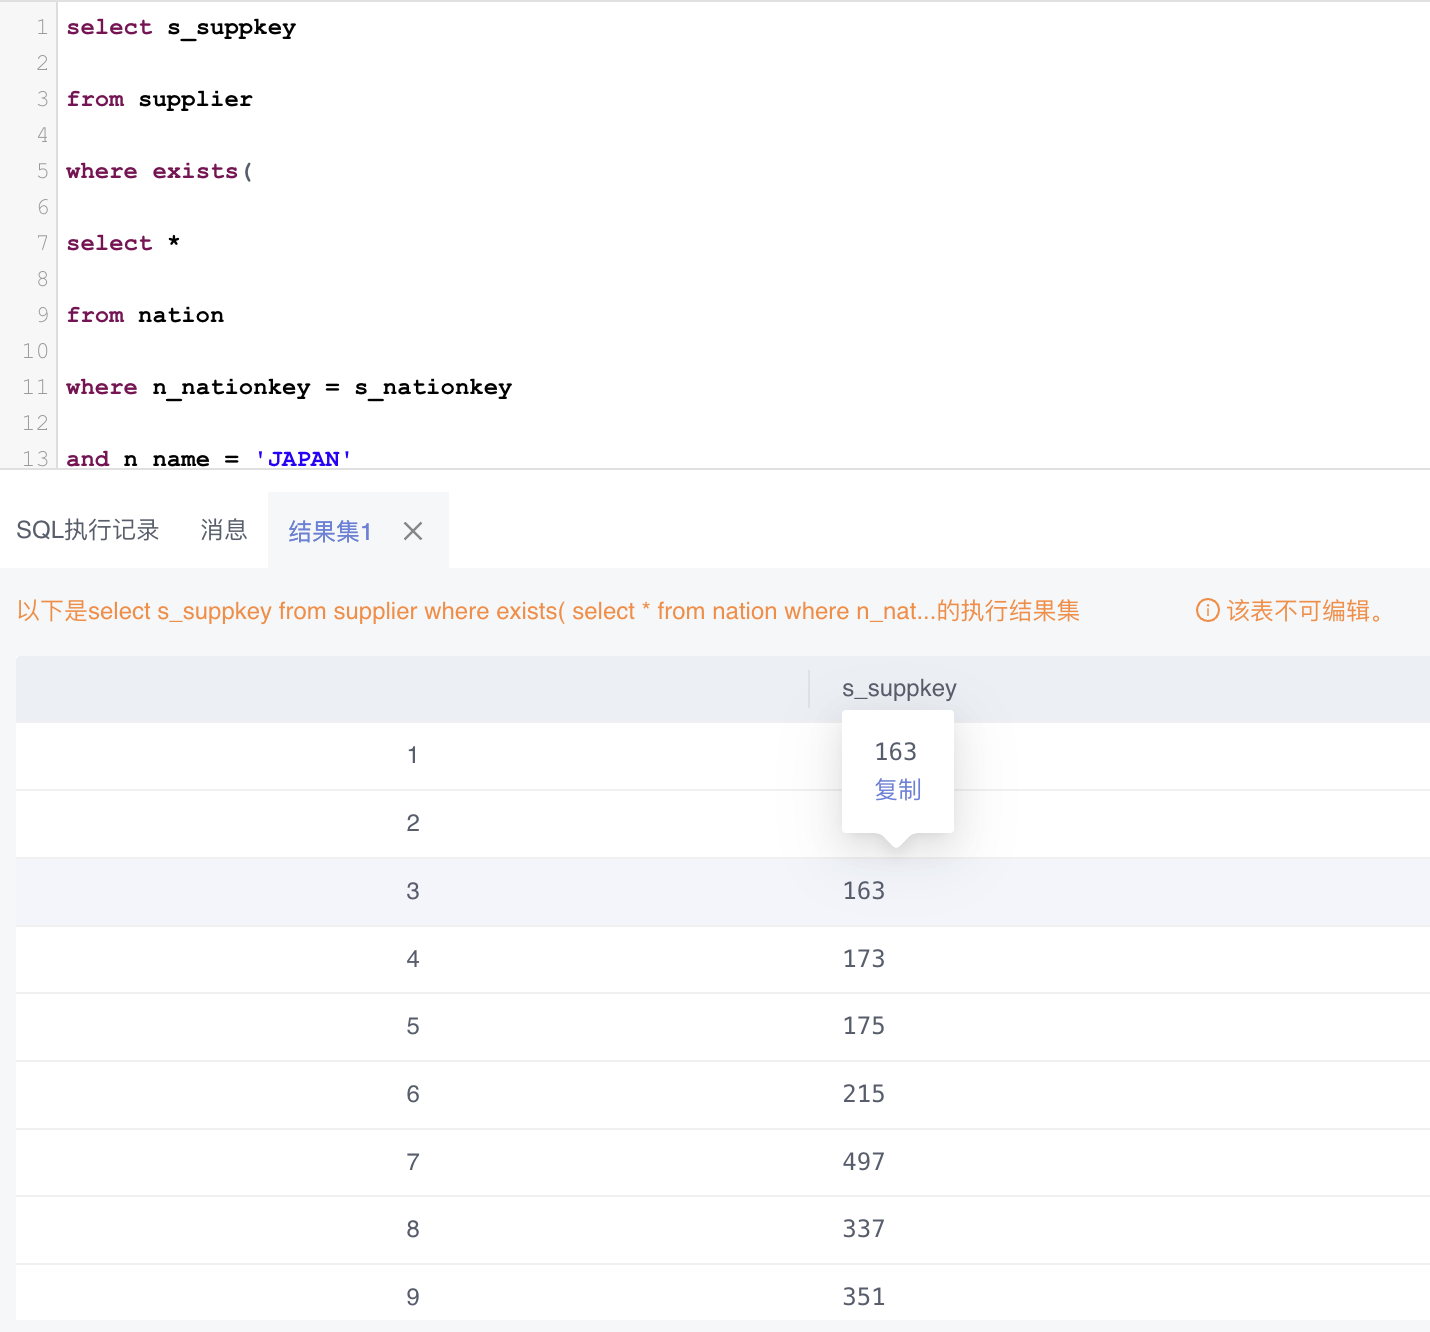 1 select s_suppkey
2
3 from supplier
4
5 where exists(
6
7 select *
8
9 from nation
10
11 where n_nationkey = s_nationkey
12
13 and n_name = 'JAPAN'
SQL执行记录 消息 结果集1
以下是select s_suppkey from supplier where exists( select * from nation where n_nat...的执行结果集 该表不可编辑。
s_suppkey
163
复制
1
2
3 163
4 173
5 175
6 215
7 497
8 337
9 351